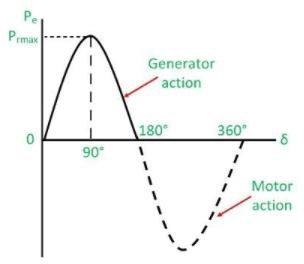 Pₑ
Pᵣₘₐₓ
Generator
action
0
180°
360°
δ
90°
Motor
action